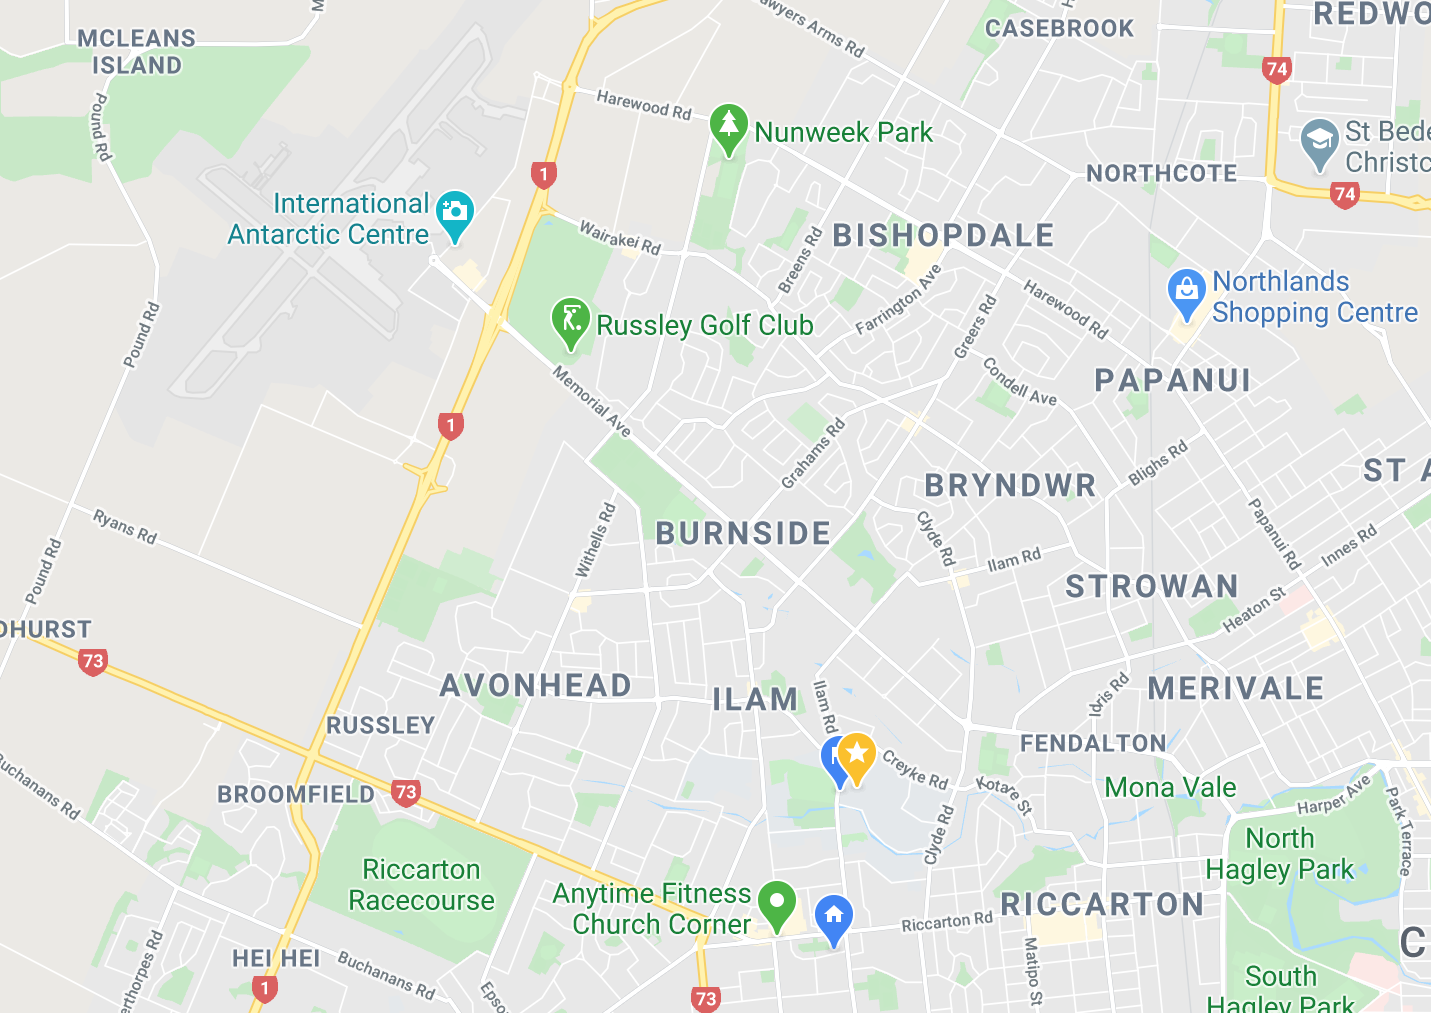 Sawyers Arms Rd
CASEBROOK
REDWO
MCLEANS
ISLAND
74
Pound Rd
Harewood Rd
Nunweek Park
St Bede
Christc
1
NORTHCOTE
74
International
Antarctic Centre
Wairakei Rd
Breens Rd
BISHOPDALE
Farrington Ave
Harewood Rd
Northlands
Shopping Centre
Pound Rd
Russley Golf Club
Greers Rd
Memorial Ave
Condell Ave
PAPANUI
1
Grahams Rd
Blighs Rd
ST A
BRYNDWR
Ryans Rd
Withells Rd
BURNSIDE
Clyde Rd
Ilam Rd
Papanui Rd
Innes Rd
Pound Rd
STROWAN
Heaton St
DHURST
73
AVONHEAD
ILAM
Ilam Rd
Idris Rd
MERIVALE
RUSSLEY
FENDALTON
Buchanans Rd
BROOMFIELD
73
Creyke Rd
Kotare St
Mona Vale
Harper Ave
Park Terrace
Clyde Rd
North
Hagley Park
Riccarton
Racecourse
Anytime Fitness
Church Corner
Riccarton Rd
RICCARTON
C
HEI HEI
Buchanans Rd
erthorpes Rd
1
Epso
73
Matipo St
South
Hagley Park